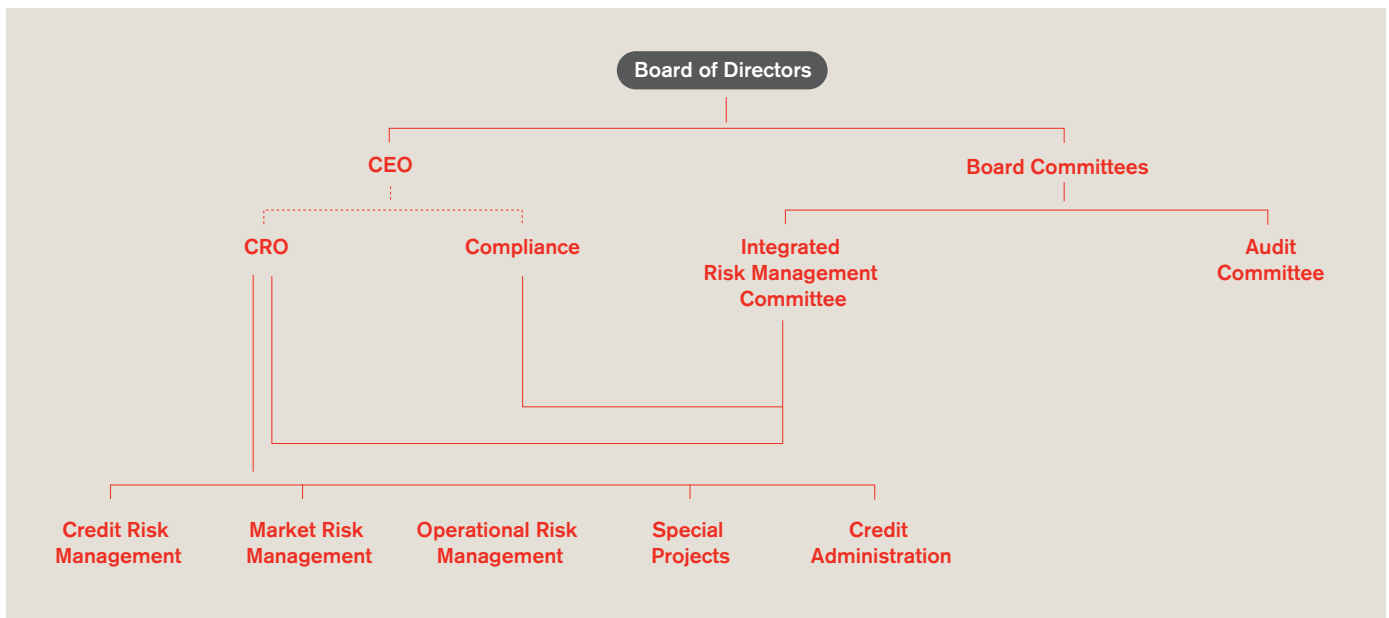 Board of Directors
CEO
Board Committees
CRO
Compliance
Integrated
Risk Management
Committee
Audit
Committee
Credit Risk
Management
Market Risk
Management
Operational Risk
Management
Special
Projects
Credit
Administration